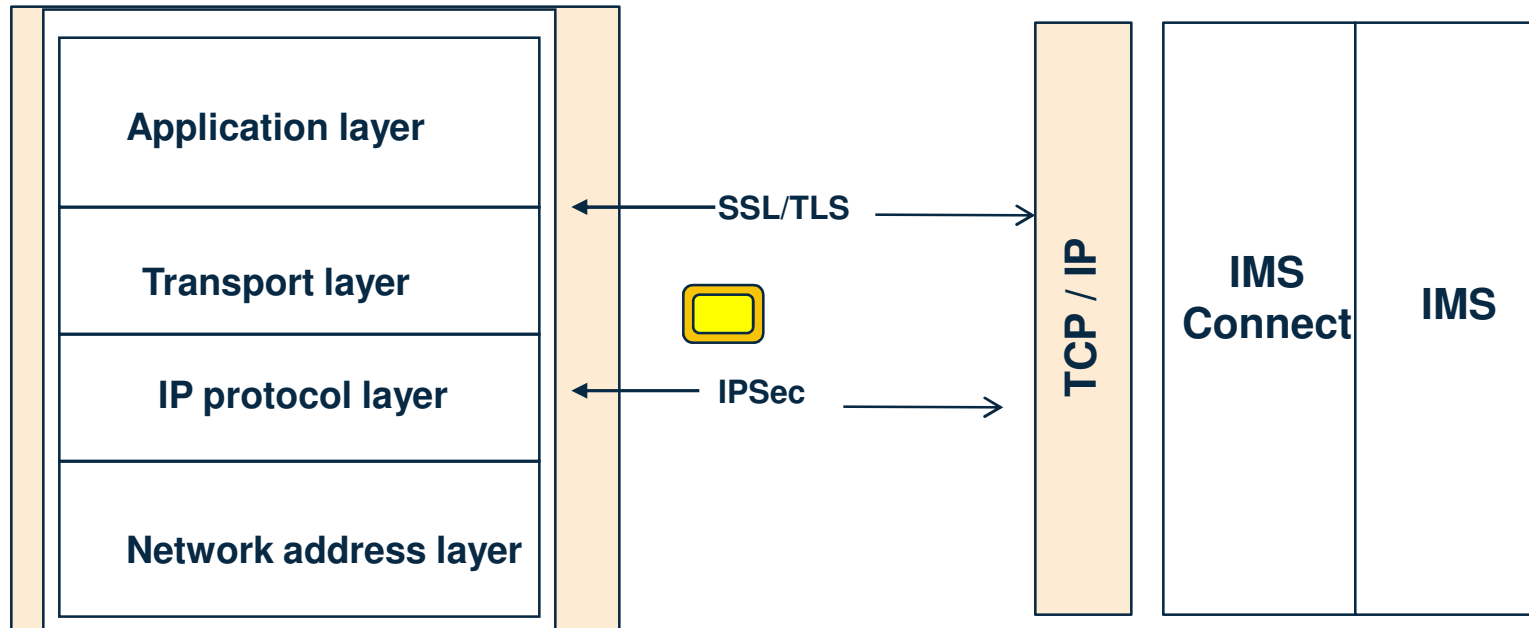 Application layer
Transport layer
IP protocol layer
Network address layer
SSL/TLS
IPSec
TCP / IP
IMS
Connect
IMS